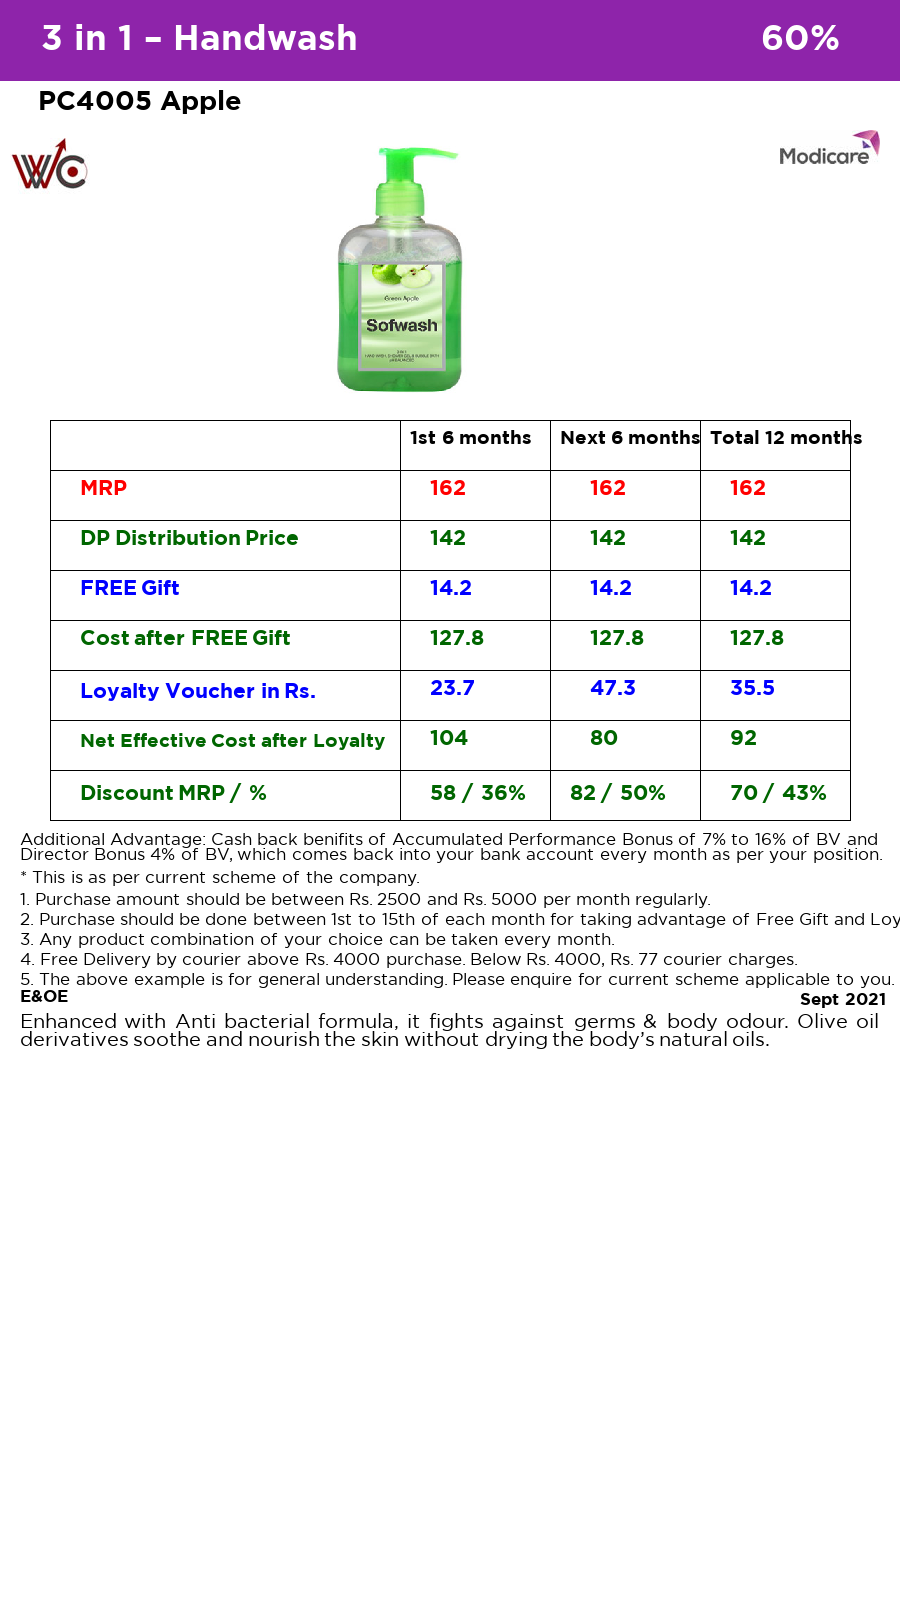 3 in 1 – Handwash 60%
PC4005 Apple
WC
Modicare
Green Apple
Sofwash
3 IN 1
HAND WASH, SHOWER GEL & BUBBLE BATH
1st 6 months Next 6 months Total 12 months
MRP 162 162 162
DP Distribution Price 142 142 142
FREE Gift 14.2 14.2 14.2
Cost after FREE Gift 127.8 127.8 127.8
Loyalty Voucher in Rs. 23.7 47.3 35.5
Net Effective Cost after Loyalty 104 80 92
Discount MRP / % 58 / 36% 82 / 50% 70 / 43%
Additional Advantage: Cash back benifits of Accumulated Performance Bonus of 7% to 16% of BV and
Director Bonus 4% of BV, which comes back into your bank account every month as per your position.
* This is as per current scheme of the company.
1. Purchase amount should be between Rs. 2500 and Rs. 5000 per month regularly.
2. Purchase should be done between 1st to 15th of each month for taking advantage of Free Gift and Loy
3. Any product combination of your choice can be taken every month.
4. Free Delivery by courier above Rs. 4000 purchase. Below Rs. 4000, Rs. 77 courier charges.
5. The above example is for general understanding. Please enquire for current scheme applicable to you.
E&OE
Sept 2021
Enhanced with Anti bacterial formula, it fights against germs & body odour. Olive oil
derivatives soothe and nourish the skin without drying the body's natural oils.